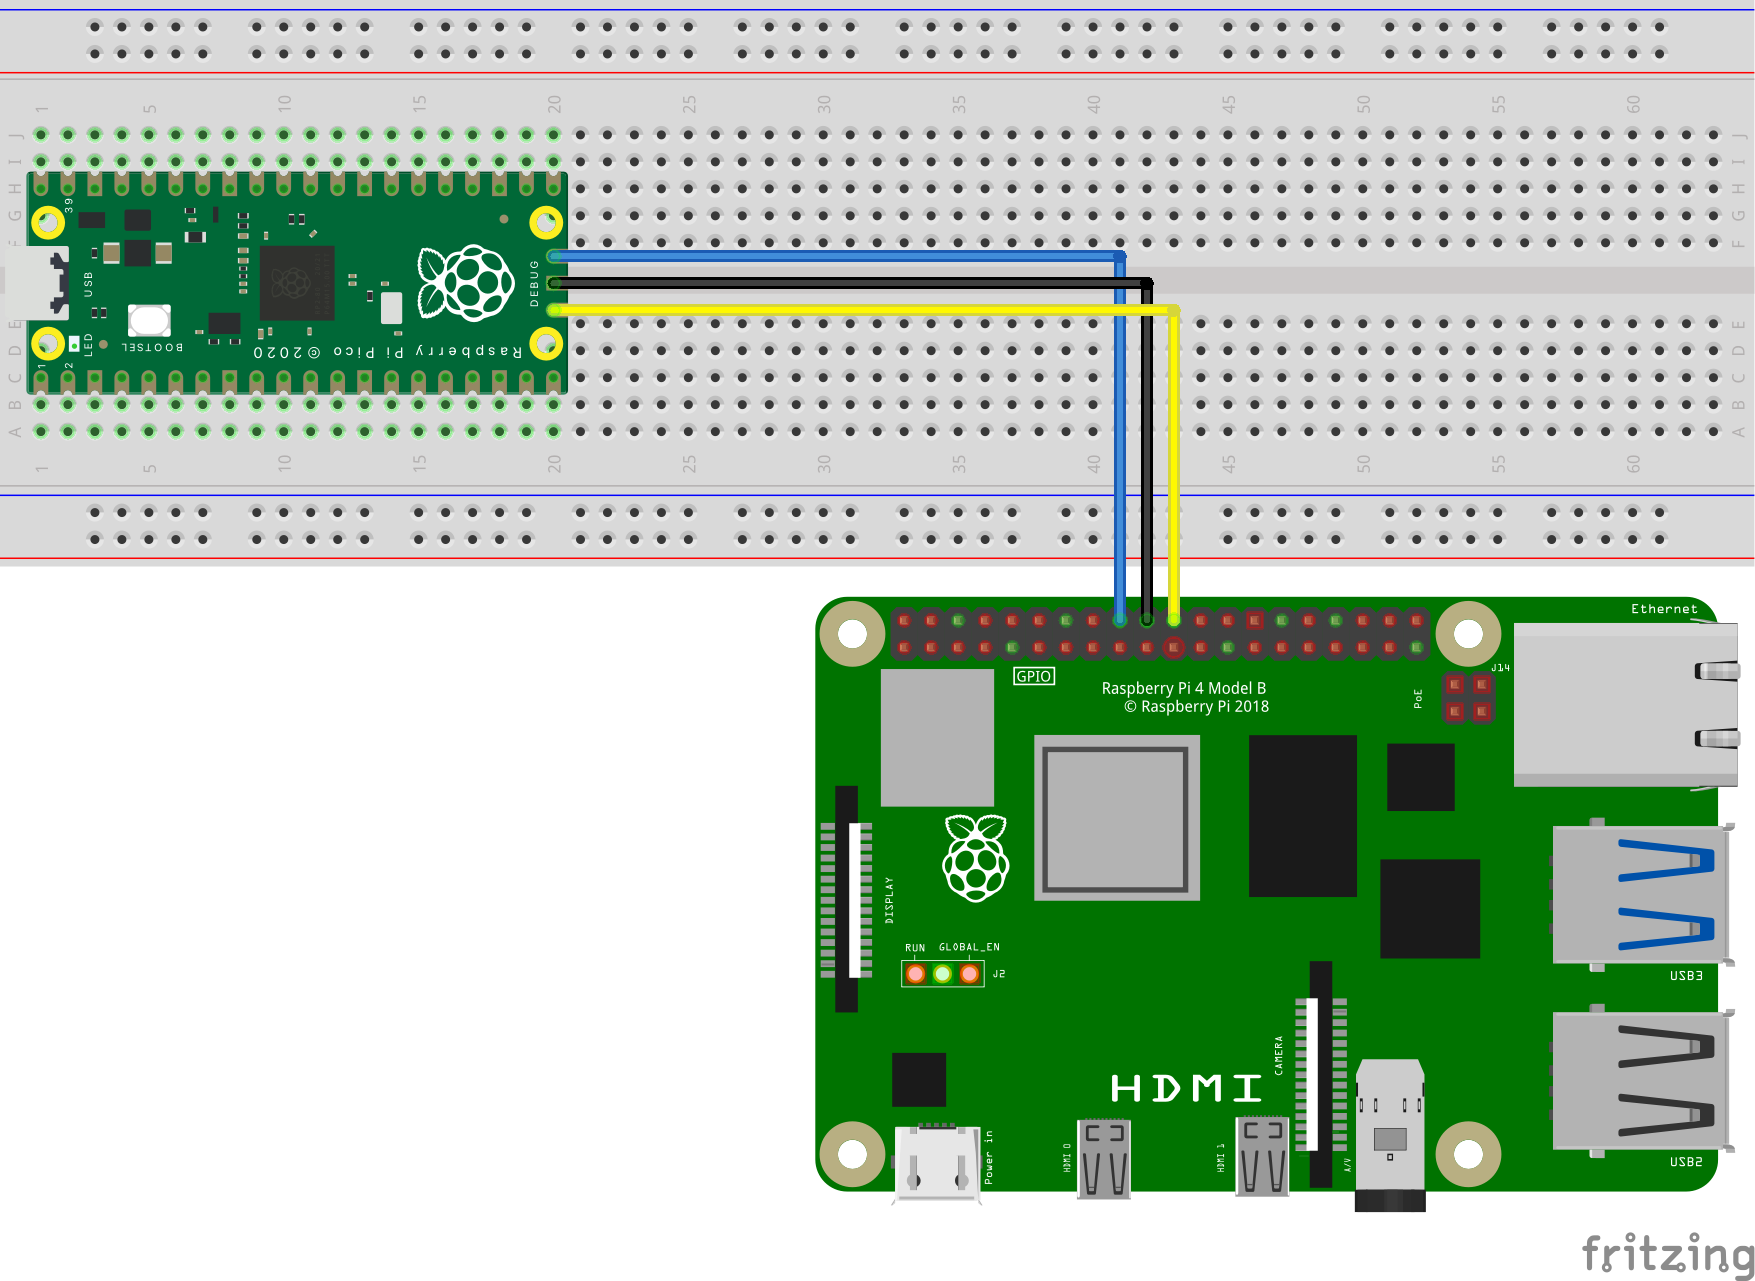 1 5 10 15 20 25 30 35 40 45 50 55 60
J J
I I
H H
G G
F F
39
USB
DEBUG
BOOTSEL
LED
Raspberry Pi Pico © 2020
1
2
E E
D D
C C
B B
A A
1 5 10 15 20 25 30 35 40 45 50 55 60
Ethernet
J14
GPIO
Raspberry Pi 4 Model B
© Raspberry Pi 2018
PoE
DISPLAY
RUN GLOBAL_EN
J2
USB3
CAMERA
HDMI
Power in
HDMI 0
HDMI 1
A/V
USB2
fritzing